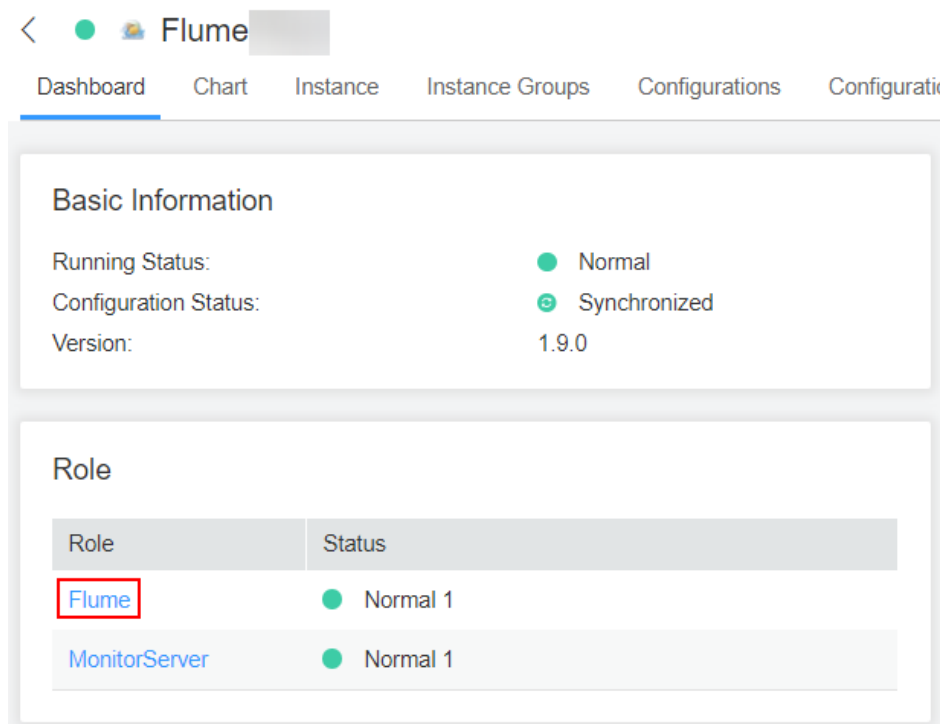 Flume
Dashboard Chart Instance Instance Groups Configurations Configuratio
Basic Information
Running Status: Normal
Configuration Status: Synchronized
Version: 1.9.0
Role
Role Status
Flume Normal 1
MonitorServer Normal 1